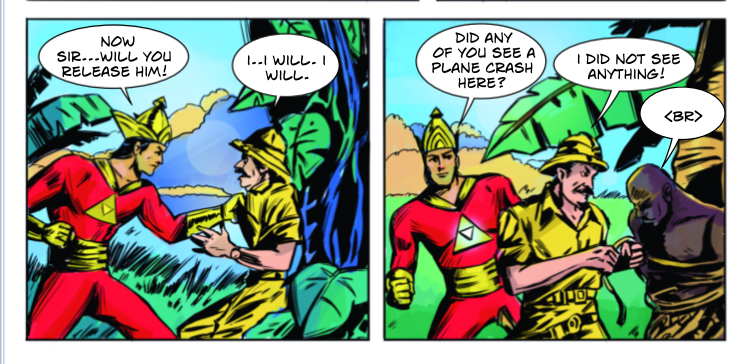 NOW
SIR---WILL YOU
RELEASE HIM!
I--I WILL. I
WILL.
DID ANY
OF YOU SEE A
PLANE CRASH
HERE?
I DID NOT SEE
ANYTHING!
<BR>